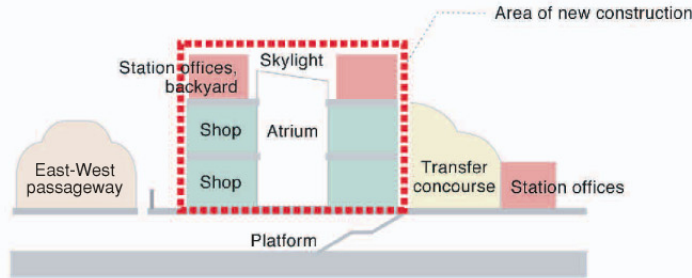 Area of new construction
Skylight
Station offices,
backyard
Shop
Atrium
East-West
passageway
Shop
Transfer
concourse
Station offices
Platform